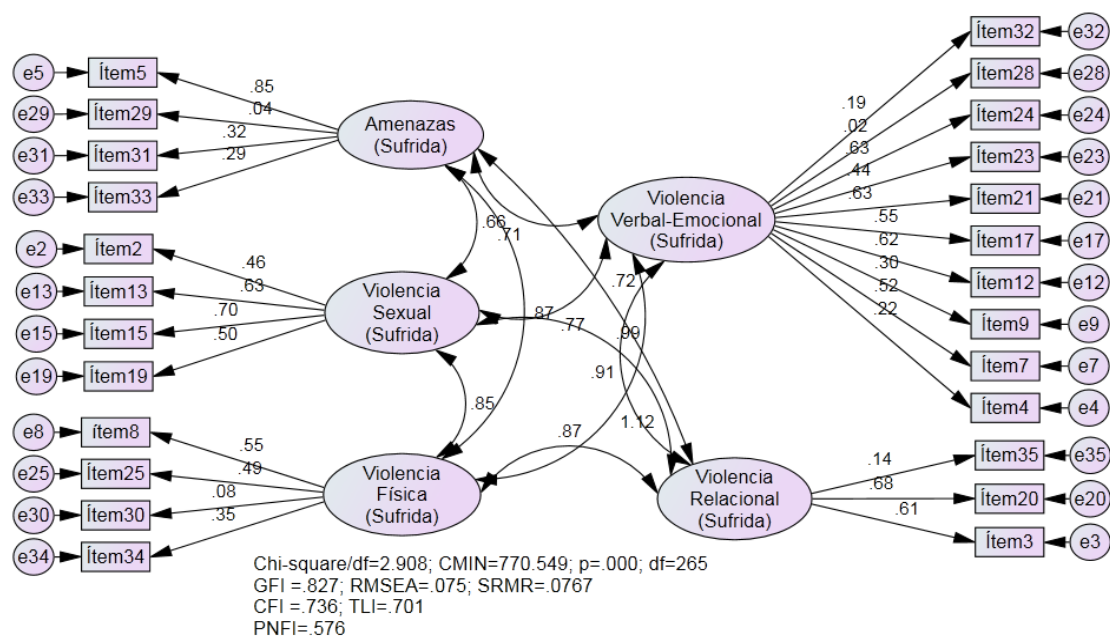 e5 Ítem5 .85
e29 Ítem29 .04
e31 Ítem31 .32
e33 Ítem33 .29
Amenazas
(Sufrida)
e2 Ítem2 .46
e13 Ítem13 .63
e15 Ítem15 .70
e19 Ítem19 .50
Violencia
Sexual
(Sufrida)
e8 ítem8 .55
e25 Ítem25 .49
e30 Ítem30 .08
e34 Ítem34 .35
Violencia
Física
(Sufrida)
.66
.71
.85
.87
.77
.72
.99
.91
1.12
.87
Violencia
Verbal-Emocional
(Sufrida)
.19 Ítem32 e32
.02 Ítem28 e28
.63 Ítem24 e24
.44 Ítem23 e23
.63 Ítem21 e21
.55 Ítem17 e17
.62 Ítem12 e12
.30 Ítem9 e9
.52 Ítem7 e7
.22 Ítem4 e4
Violencia
Relacional
(Sufrida)
.14 Ítem35 e35
.68 Ítem20 e20
.61 Ítem3 e3
Chi-square/df=2.908; CMIN=770.549; p=.000; df=265
GFI =.827; RMSEA=.075; SRMR=.0767
CFI =.736; TLI=.701
PNFI=.576